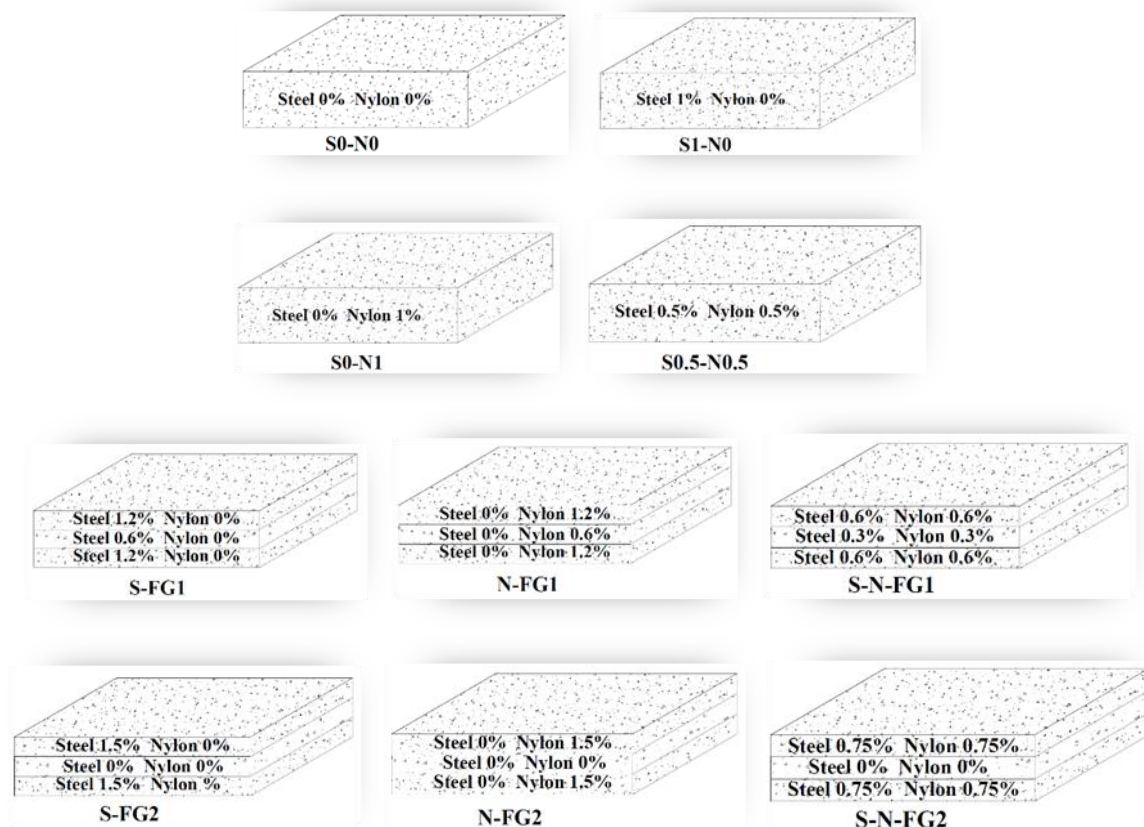 Steel 0% Nylon 0%
S0-N0
Steel 1% Nylon 0%
S1-N0
Steel 0% Nylon 1%
S0-N1
Steel 0.5% Nylon 0.5%
S0.5-N0.5
Steel 1.2% Nylon 0%
Steel 0.6% Nylon 0%
Steel 1.2% Nylon 0%
S-FG1
Steel 0% Nylon 1.2%
Steel 0% Nylon 0.6%
Steel 0% Nylon 1.2%
N-FG1
Steel 0.6% Nylon 0.6%
Steel 0.3% Nylon 0.3%
Steel 0.6% Nylon 0.6%
S-N-FG1
Steel 1.5% Nylon 0%
Steel 0% Nylon 0%
Steel 1.5% Nylon %
S-FG2
Steel 0% Nylon 1.5%
Steel 0% Nylon 0%
Steel 0% Nylon 1.5%
N-FG2
Steel 0.75% Nylon 0.75%
Steel 0% Nylon 0%
Steel 0.75% Nylon 0.75%
S-N-FG2